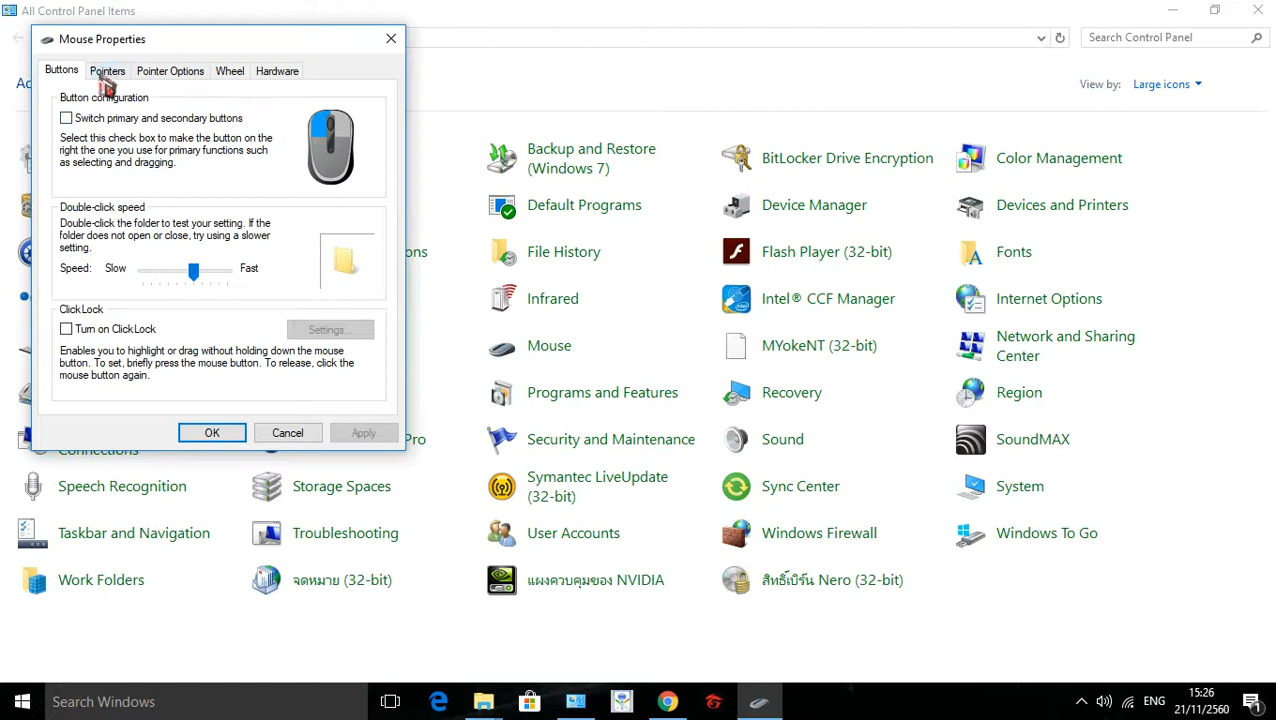 All Control Panel Items
Mouse Properties
Search Control Panel
Buttons Pointers Pointer Options Wheel Hardware
View by: Large icons
Button configuration
Switch primary and secondary buttons
Select this check box to make the button on the
right the one you use for primary functions such
as selecting and dragging.
Double-click speed
Double-click the folder to test your setting. If the
folder does not open or close, try using a slower
setting.
Speed: Slow Fast
ClickLock
Turn on ClickLock
Settings...
Enables you to highlight or drag without holding down the mouse
button. To set, briefly press the mouse button. To release, click the
mouse button again.
OK Cancel Apply
Backup and Restore
(Windows 7)
BitLocker Drive Encryption
Color Management
Default Programs
Device Manager
Devices and Printers
File History
Flash Player (32-bit)
Fonts
Infrared
Intel® CCF Manager
Internet Options
Mouse
MYokeNT (32-bit)
Network and Sharing
Center
Programs and Features
Recovery
Region
Security and Maintenance
Sound
SoundMAX
Speech Recognition
Storage Spaces
Symantec LiveUpdate
(32-bit)
Sync Center
System
Taskbar and Navigation
Troubleshooting
User Accounts
Windows Firewall
Windows To Go
Work Folders
จดหมาย (32-bit)
แผงควบคุมของ NVIDIA
สิทธิ์เบิร์น Nero (32-bit)
Search Windows
ENG
15:26
21/11/2560
1